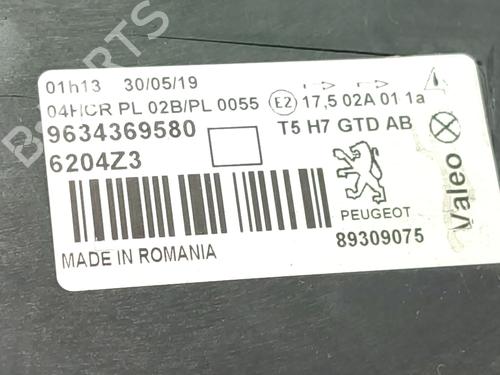 PARTS
01h13 30/05/19
04HCR PL 02B/PL 0055 E2 17,5 02A 01 1a
9634369580 T5 H7 GTD AB
6204Z3
PEUGEOT
Valeo
MADE IN ROMANIA 89309075